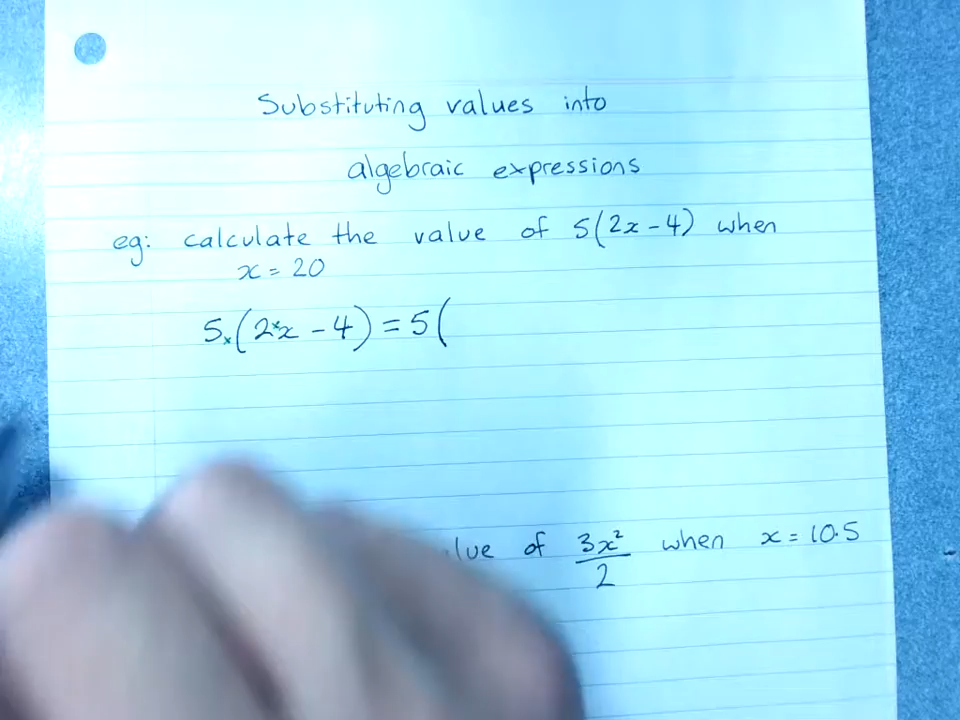 Substituting values into
algebraic expressions
eg: calculate the value of 5(2x-4) when
x = 20
5×(2×x - 4) = 5(
of 3x²/2 when x = 10.5